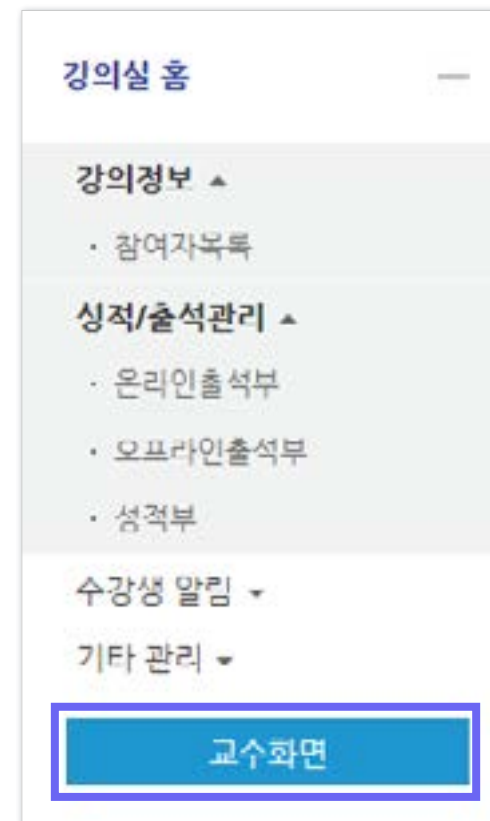 강의실 홈
강의정보 ▲
· 참여자목록
성적/출석관리 ▲
· 온라인출석부
· 오프라인출석부
· 성적부
수강생 알림 ▼
기타 관리 ▼
교수화면